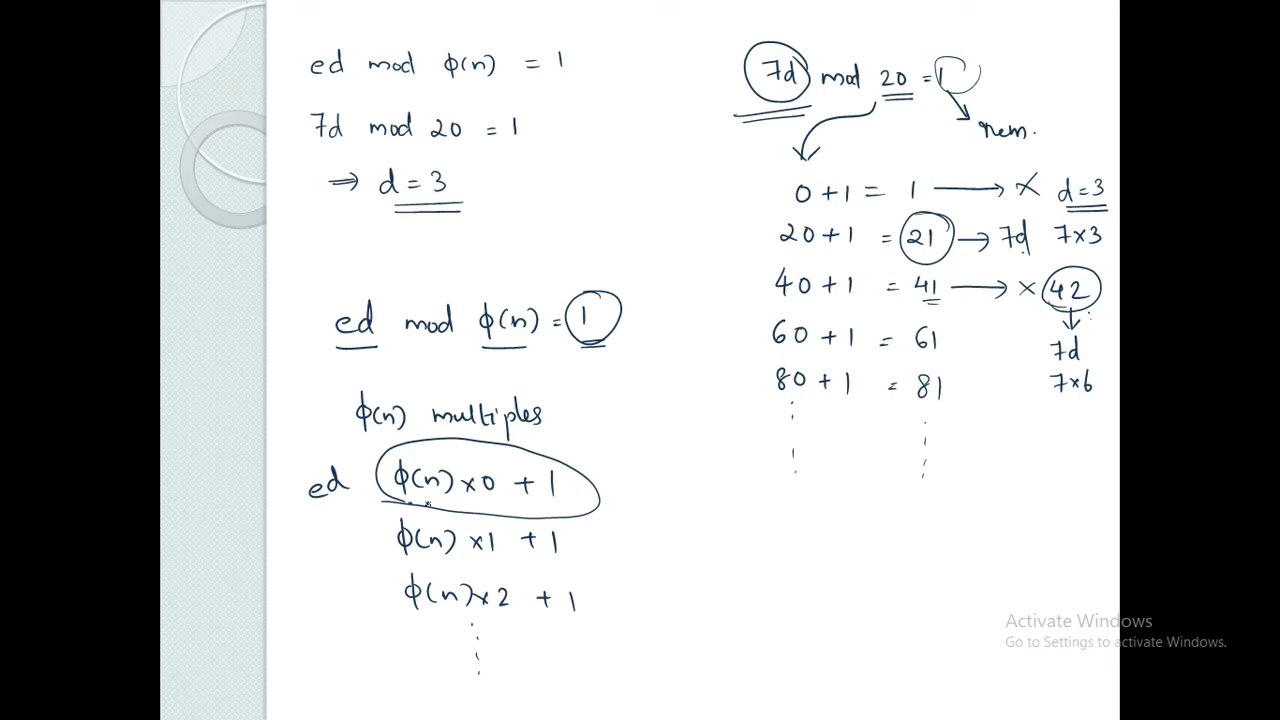 ed mod ϕ(n) = 1
7d mod 20 = 1
⇒ d = 3
ed mod ϕ(n) = 1
ϕ(n) multiples
ed ϕ(n) × 0 + 1
ϕ(n) × 1 + 1
ϕ(n) × 2 + 1
7d mod 20 = 1
rem.
0 + 1 = 1 → × d = 3
20 + 1 = 21 → 7d 7×3
40 + 1 = 41 → × 42
60 + 1 = 61 7d
80 + 1 = 81 7×6
Activate Windows
Go to Settings to activate Windows.